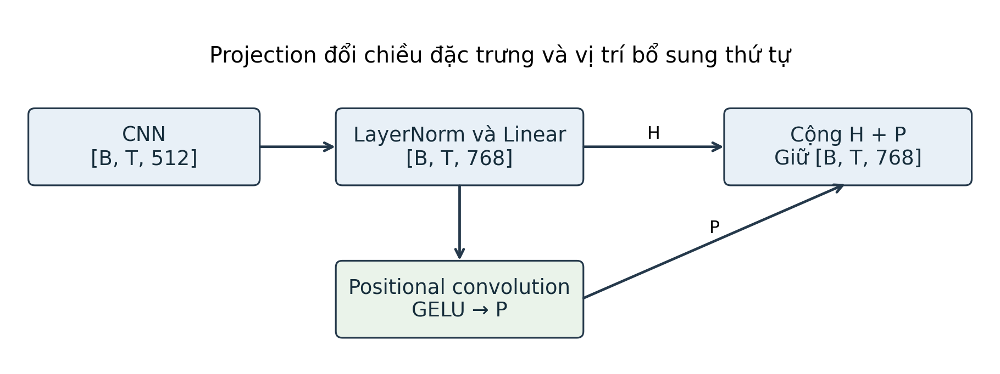 Projection đổi chiều đặc trưng và vị trí bổ sung thứ tự
CNN
[B, T, 512]
LayerNorm và Linear
[B, T, 768]
H
Cộng H + P
Giữ [B, T, 768]
P
Positional convolution
GELU → P